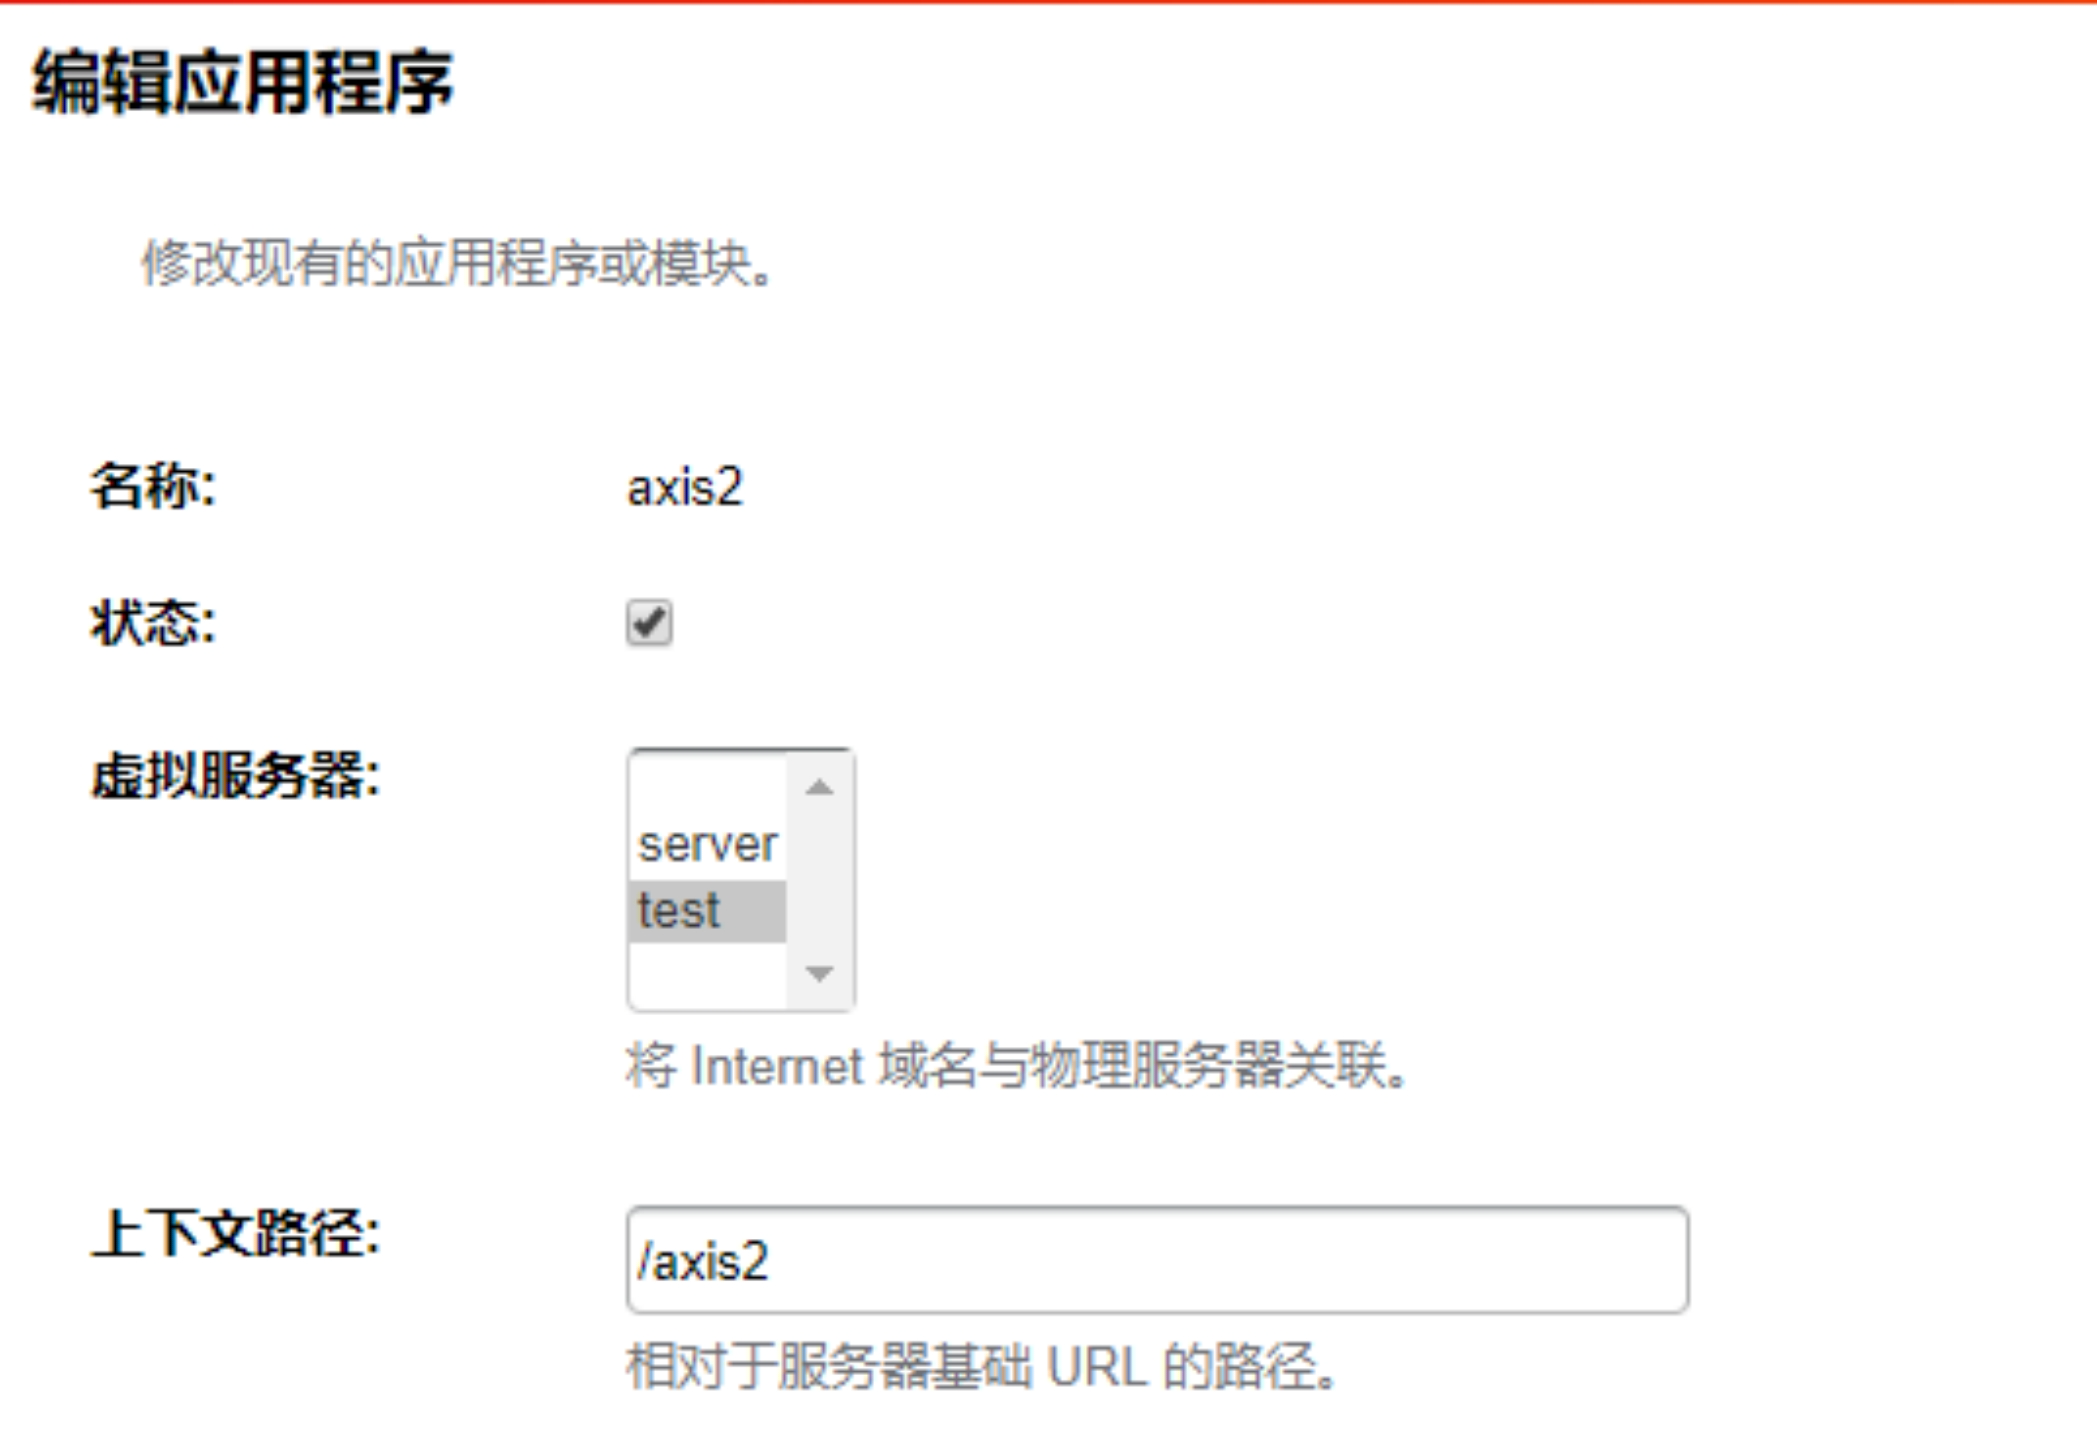 编辑应用程序
修改现有的应用程序或模块。
名称: axis2
状态:
虚拟服务器:
server
test
将 Internet 域名与物理服务器关联。
上下文路径: /axis2
相对于服务器基础 URL 的路径。